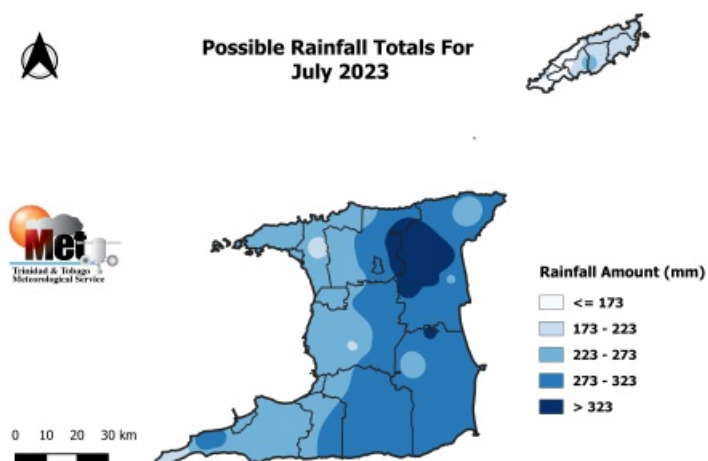 Possible Rainfall Totals For
July 2023
Met
Trinidad & Tobago
Meteorological Service
Rainfall Amount (mm)
<= 173
173 - 223
223 - 273
273 - 323
> 323
0 10 20 30 km